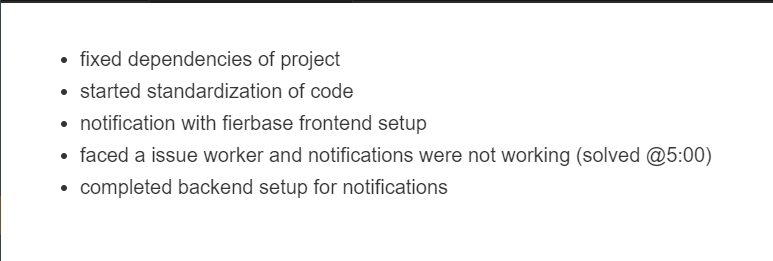 fixed dependencies of project
started standardization of code
notification with fierbase frontend setup
faced a issue worker and notifications were not working (solved @5:00)
completed backend setup for notifications